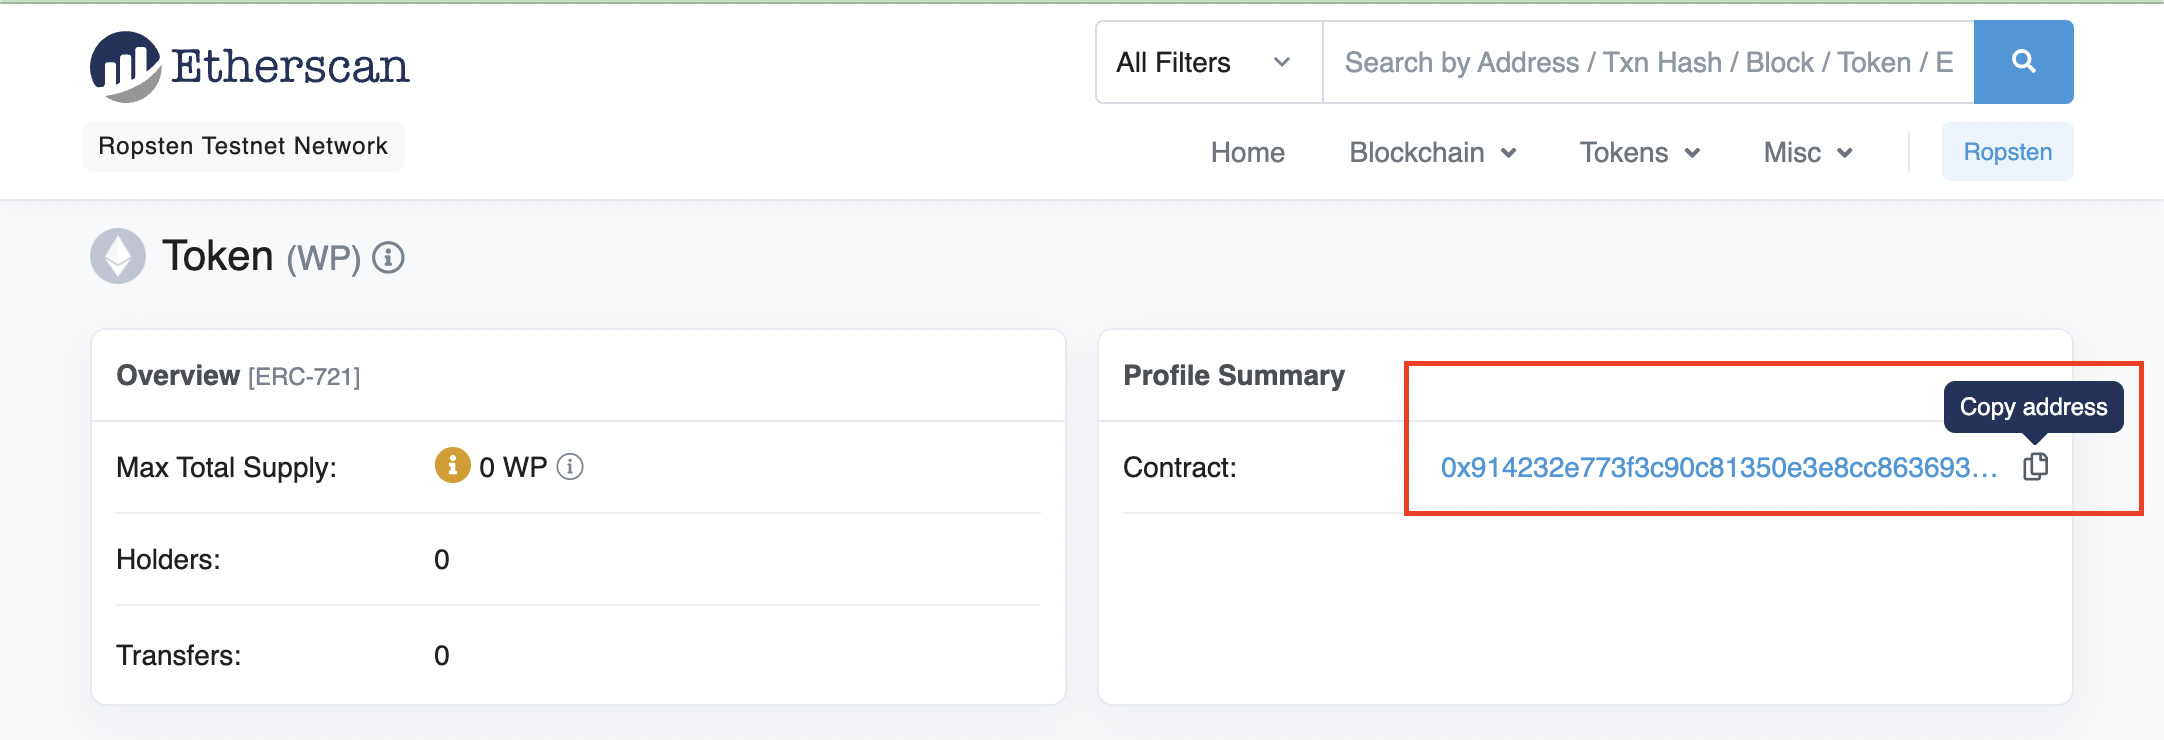 Etherscan
All Filters
Search by Address / Txn Hash / Block / Token / E
Ropsten Testnet Network
Home Blockchain Tokens Misc Ropsten
Token (WP)
Overview [ERC-721]
Max Total Supply: 0 WP
Holders: 0
Transfers: 0
Profile Summary
Copy address
Contract: 0x914232e773f3c90c81350e3e8cc863693...